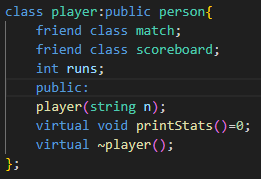 class player:public person{
    friend class match;
    friend class scoreboard;
    int runs;
    public:
    player(string n);
    virtual void printStats()=0;
    virtual ~player();
};